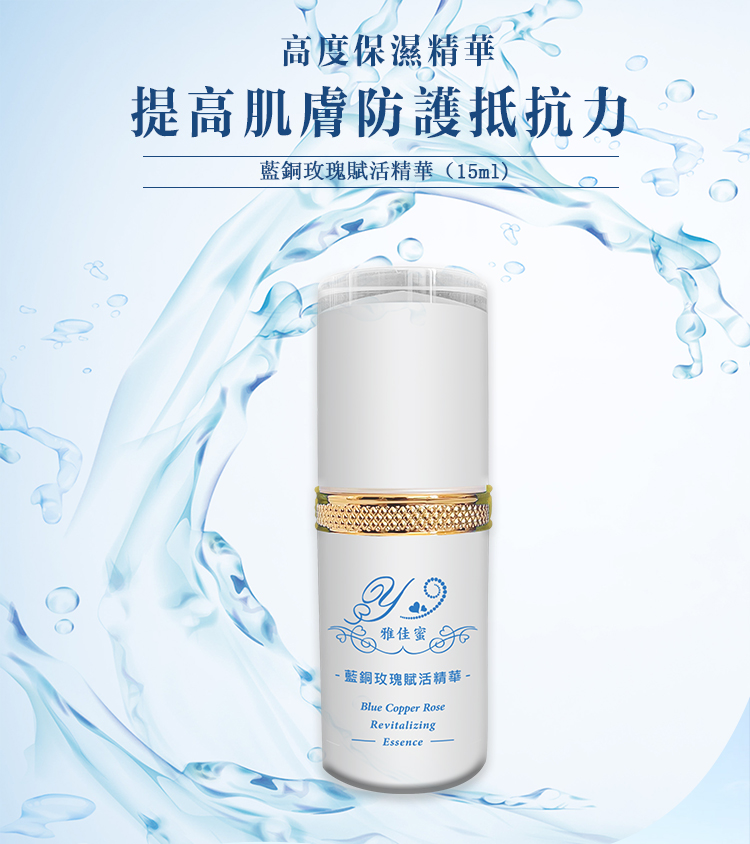 高度保濕精華
提高肌膚防護抵抗力
藍銅玫瑰賦活精華（15ml）
雅佳蜜
- 藍銅玫瑰賦活精華 -
Blue Copper Rose
Revitalizing
Essence